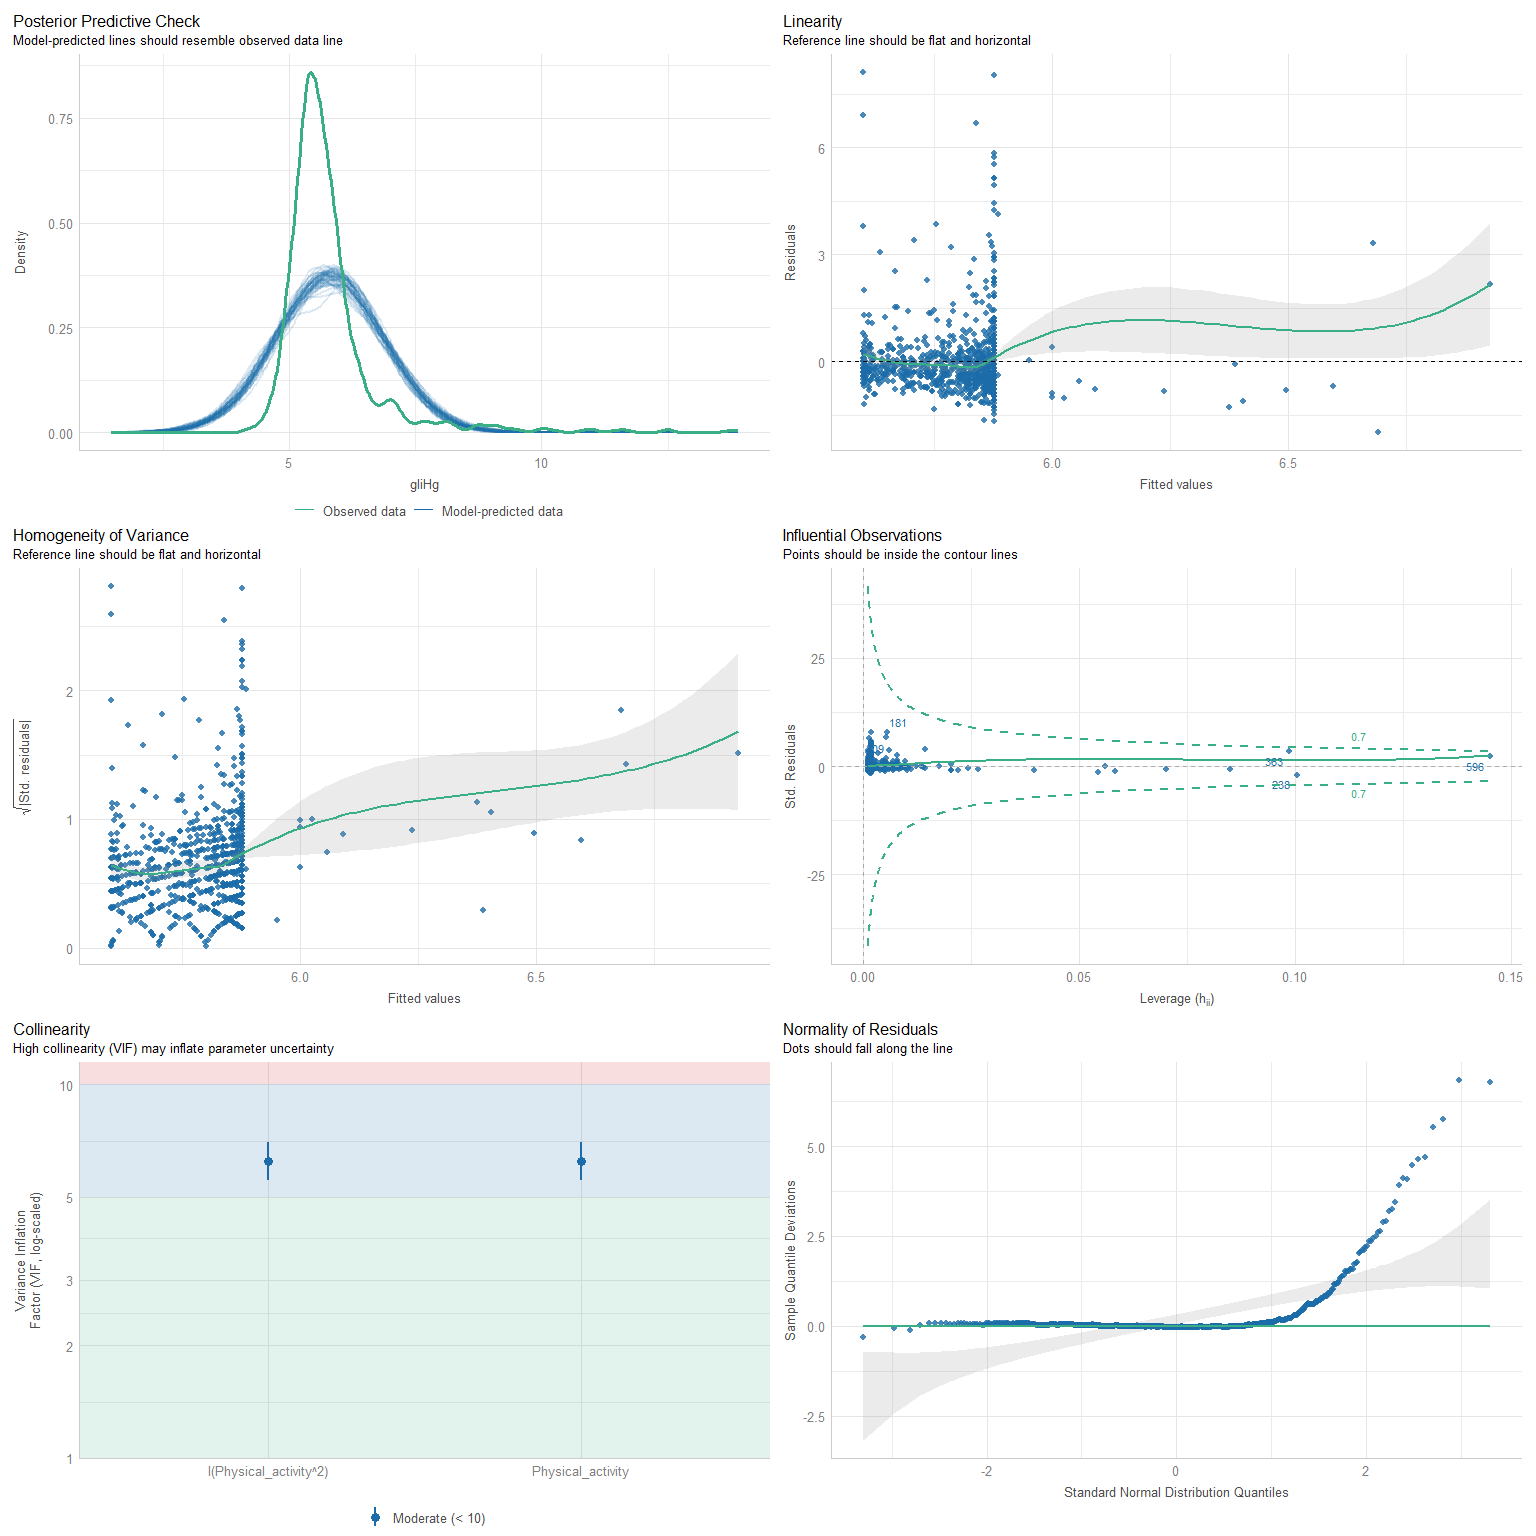 Posterior Predictive Check
Model-predicted lines should resemble observed data line
Density
0.75
0.50
0.25
0.00
5
10
gliHg
Observed data
Model-predicted data
Linearity
Reference line should be flat and horizontal
Residuals
6
3
0
6.0
6.5
Fitted values
Homogeneity of Variance
Reference line should be flat and horizontal
√|Std. residuals|
2
1
0
6.0
6.5
Fitted values
Influential Observations
Points should be inside the contour lines
Std. Residuals
25
0
-25
181
0.7
363
596
238
0.7
0.00
0.05
0.10
0.15
Leverage (hii)
Collinearity
High collinearity (VIF) may inflate parameter uncertainty
Variance Inflation
Factor (VIF, log-scaled)
10
5
3
2
1
I(Physical_activity^2)
Physical_activity
Moderate (< 10)
Normality of Residuals
Dots should fall along the line
Sample Quantile Deviations
5.0
2.5
0.0
-2.5
-2
0
2
Standard Normal Distribution Quantiles